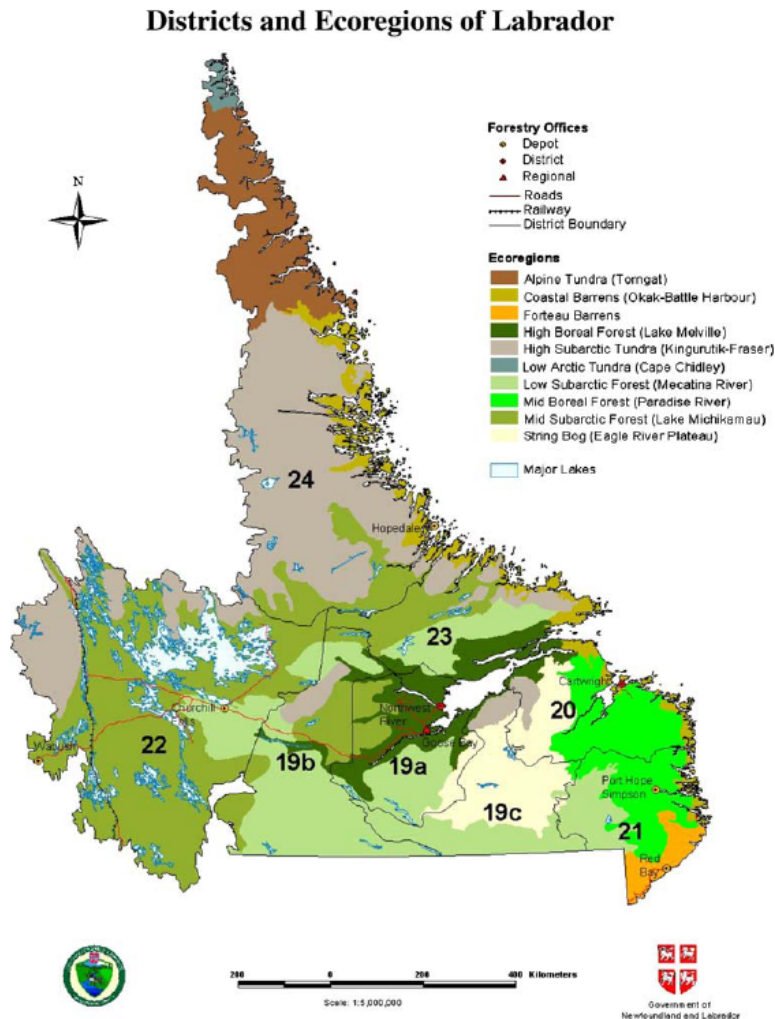 Districts and Ecoregions of Labrador
Forestry Offices
Depot
District
Regional
Roads
Railway
District Boundary
N
Ecoregions
Alpine Tundra (Torngat)
Coastal Barrens (Okak-Battle Harbour)
Forteau Barrens
High Boreal Forest (Lake Melville)
High Subarctic Tundra (Kingurutik-Fraser)
Low Arctic Tundra (Cape Chidley)
Low Subarctic Forest (Mecatina River)
Mid Boreal Forest (Paradise River)
Mid Subarctic Forest (Lake Michikamau)
String Bog (Eagle River Plateau)
Major Lakes
24
Hopedale
23
Cartwright
Northwest
River
20
Churchill
Falls
Goose Bay
Wabush
22
19b
19a
Port Hope
Simpson
19c
21
Red
Bay
200 0 200 400 Kilometers
Scale: 1:5,000,000
Government of
Newfoundland and Labrador